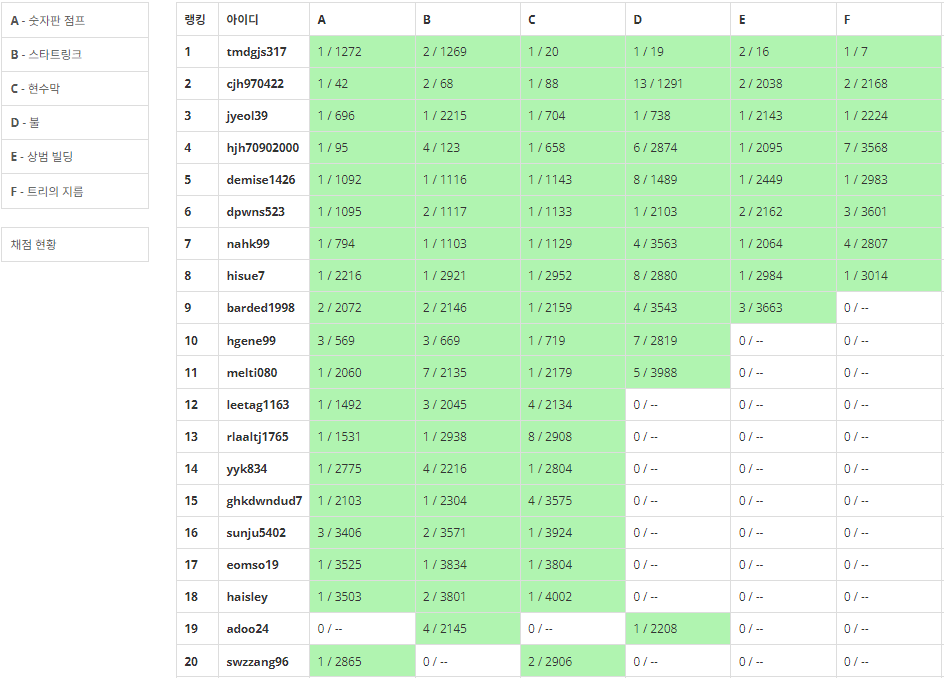 A - 숫자판 점프
B - 스타트링크
C - 현수막
D - 불
E - 상범 빌딩
F - 트리의 지름
채점 현황
랭킹 아이디 A B C D E F
1 tmdgjs317 1 / 1272 2 / 1269 1 / 20 1 / 19 2 / 16 1 / 7
2 cjh970422 1 / 42 2 / 68 1 / 88 13 / 1291 2 / 2038 2 / 2168
3 jyeol39 1 / 696 1 / 2215 1 / 704 1 / 738 1 / 2143 1 / 2224
4 hjh70902000 1 / 95 4 / 123 1 / 658 6 / 2874 1 / 2095 7 / 3568
5 demise1426 1 / 1092 1 / 1116 1 / 1143 8 / 1489 1 / 2449 1 / 2983
6 dpwns523 1 / 1095 2 / 1117 1 / 1133 1 / 2103 2 / 2162 3 / 3601
7 nahk99 1 / 794 1 / 1103 1 / 1129 4 / 3563 1 / 2064 4 / 2807
8 hisue7 1 / 2216 1 / 2921 1 / 2952 8 / 2880 1 / 2984 1 / 3014
9 barded1998 2 / 2072 2 / 2146 1 / 2159 4 / 3543 3 / 3663 0 / --
10 hgene99 3 / 569 3 / 669 1 / 719 7 / 2819 0 / -- 0 / --
11 melti080 1 / 2060 7 / 2135 1 / 2179 5 / 3988 0 / -- 0 / --
12 leetag1163 1 / 1492 3 / 2045 4 / 2134 0 / -- 0 / -- 0 / --
13 rlaaltj1765 1 / 1531 1 / 2938 8 / 2908 0 / -- 0 / -- 0 / --
14 yyk834 1 / 2775 4 / 2216 1 / 2804 0 / -- 0 / -- 0 / --
15 ghkdwndud7 1 / 2103 1 / 2304 4 / 3575 0 / -- 0 / -- 0 / --
16 sunju5402 3 / 3406 2 / 3571 1 / 3924 0 / -- 0 / -- 0 / --
17 eomso19 1 / 3525 1 / 3834 1 / 3804 0 / -- 0 / -- 0 / --
18 haisley 1 / 3503 2 / 3801 1 / 4002 0 / -- 0 / -- 0 / --
19 adoo24 0 / -- 4 / 2145 0 / -- 1 / 2208 0 / -- 0 / --
20 swzzang96 1 / 2865 0 / -- 2 / 2906 0 / -- 0 / -- 0 / --